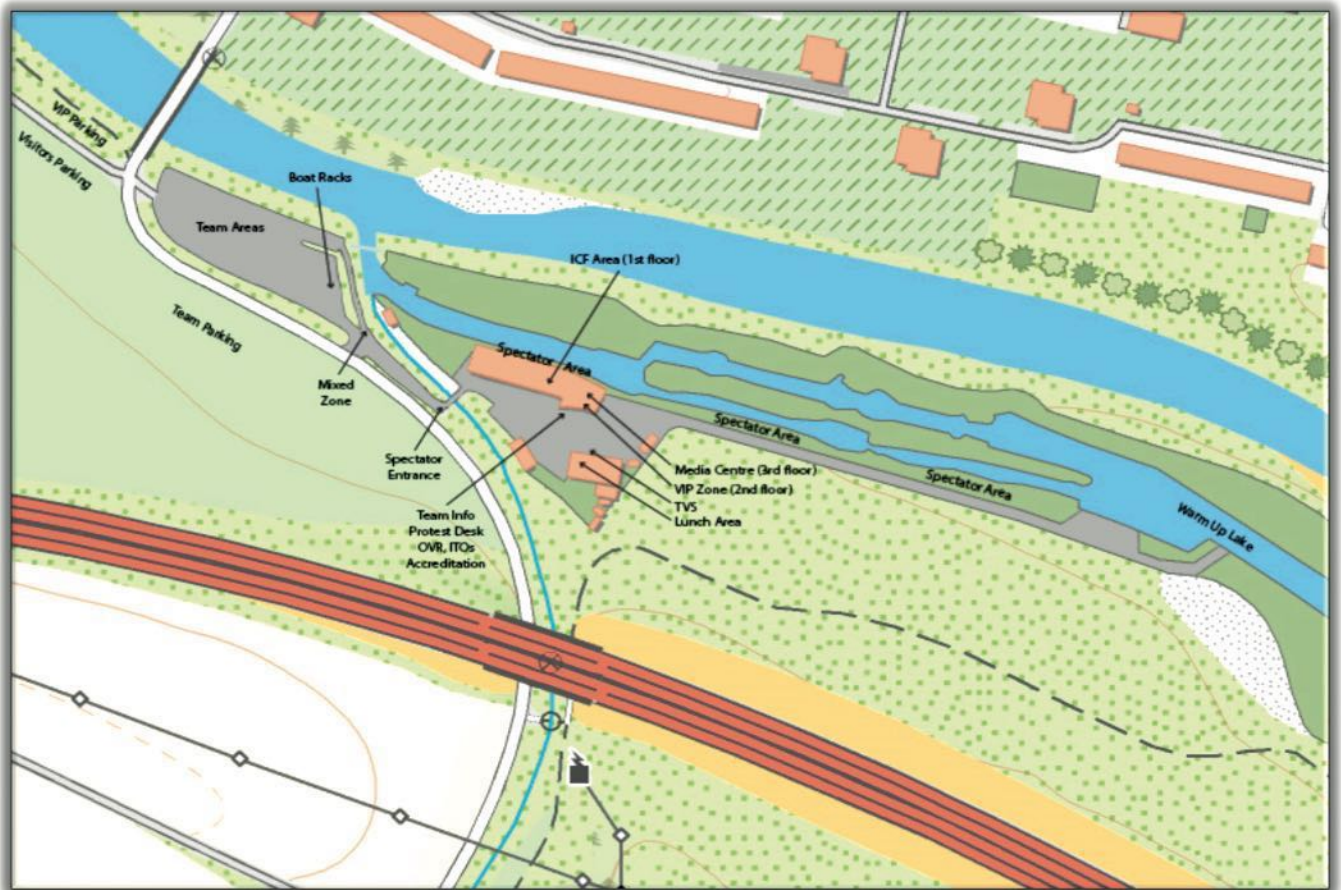 VIP Parking
Visitors Parking
Boat Racks
Team Areas
ICF Area (1st floor)
Team Parking
Spectator Area
Mixed
Zone
Spectator Area
Spectator
Entrance
Media Centre (3rd floor)
VIP Zone (2nd floor)
TVS
Lunch Area
Spectator Area
Warm Up Lake
Team Info
Protest Desk
OVR, ITOs
Accreditation